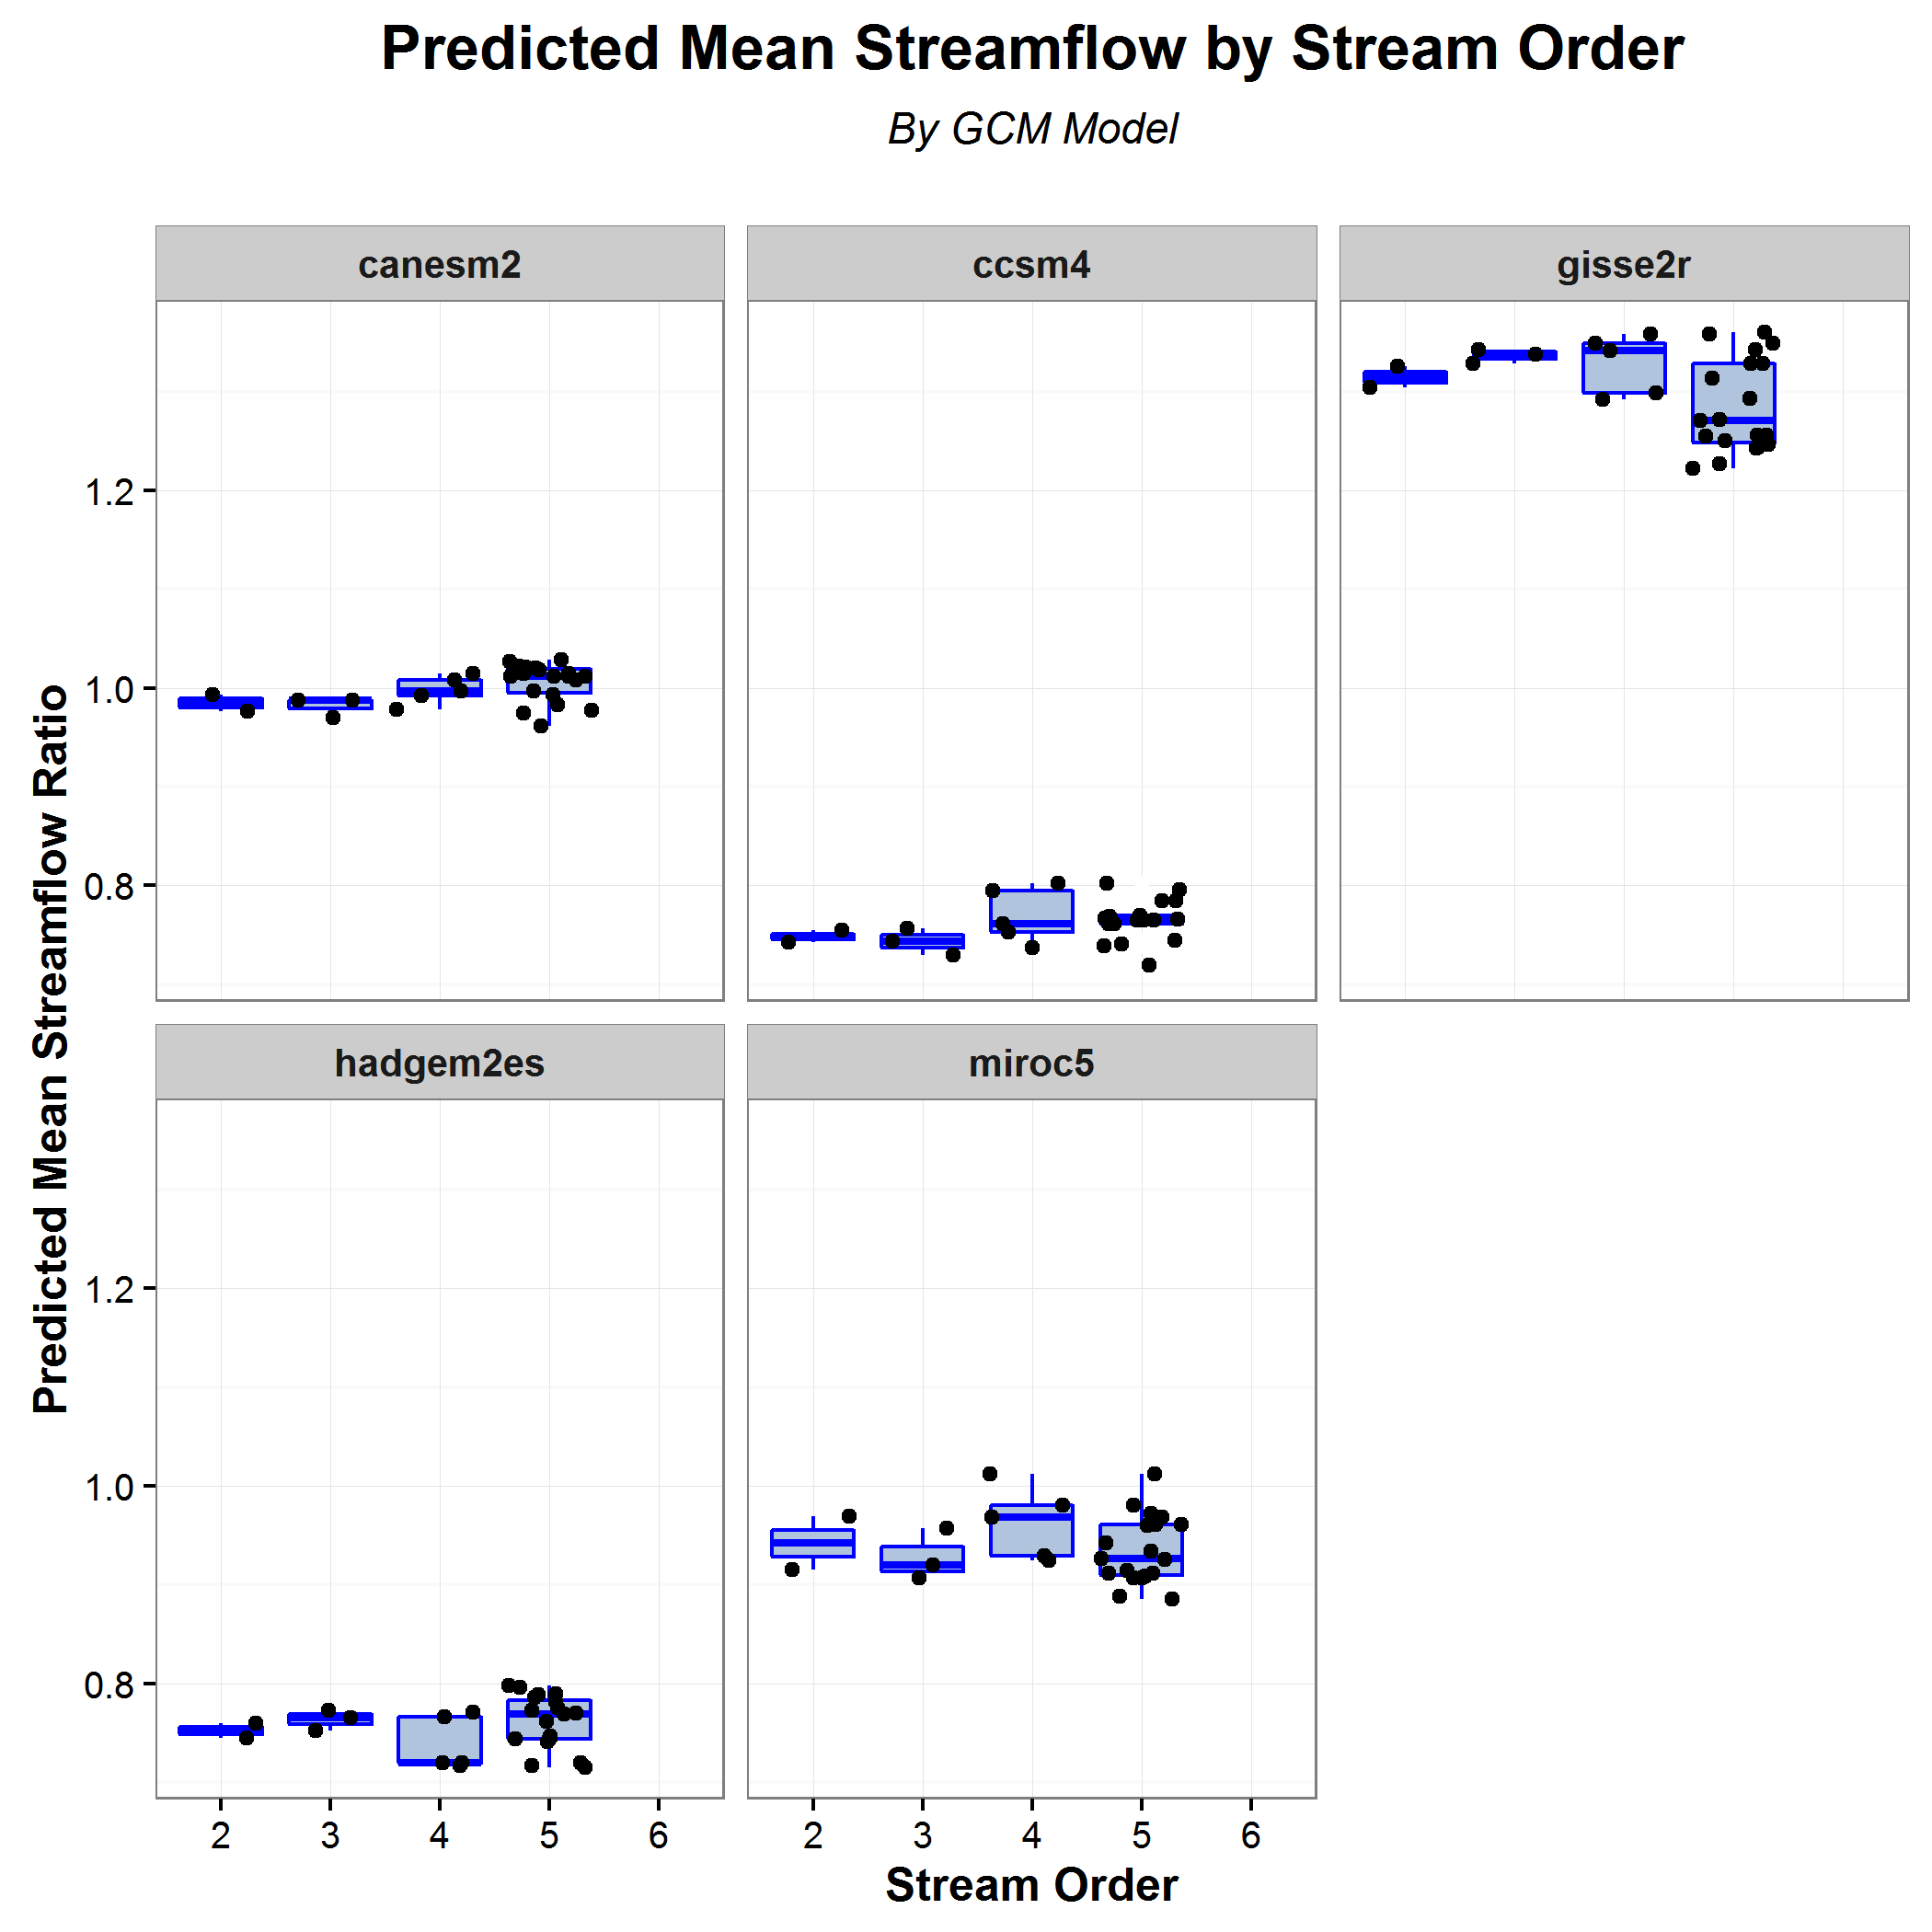 Predicted Mean Streamflow by Stream Order
By GCM Model
canesm2
ccsm4
gisse2r
1.2
1.0
0.8
Predicted Mean Streamflow Ratio
hadgem2es
miroc5
1.2
1.0
0.8
2 3 4 5 6
2 3 4 5 6
Stream Order